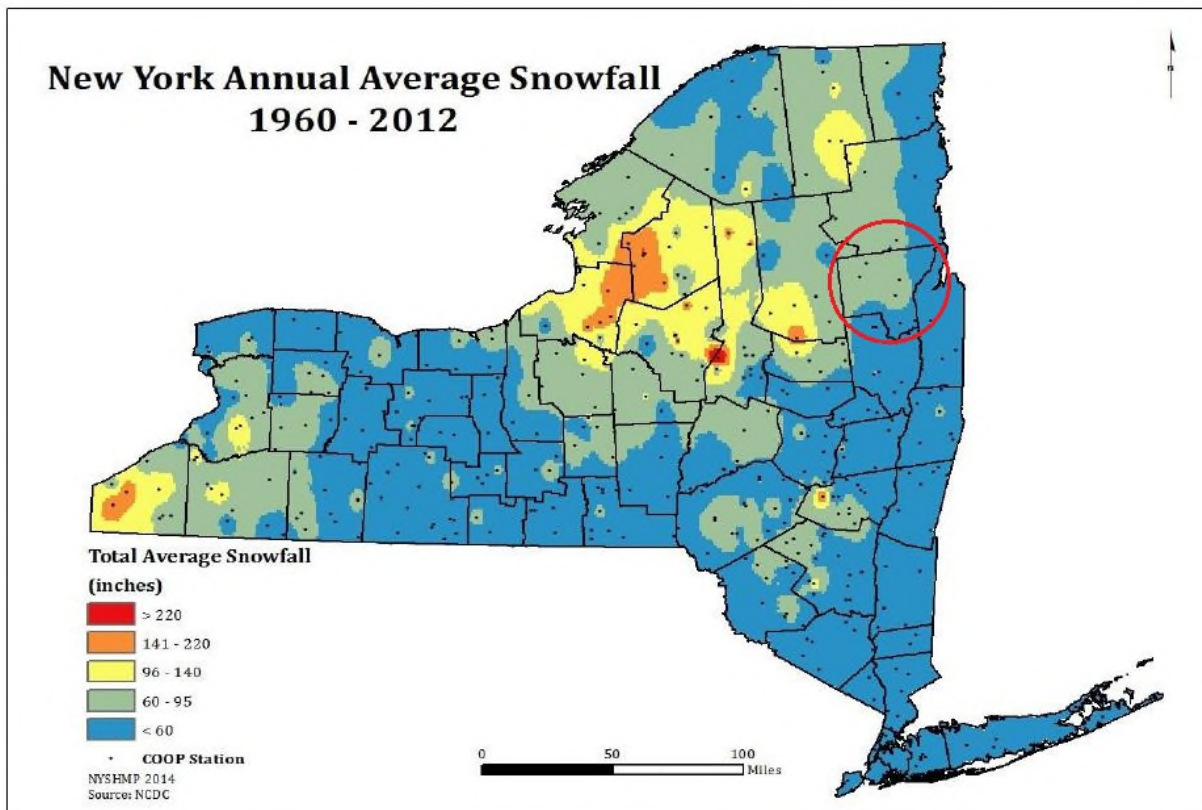 New York Annual Average Snowfall
1960 - 2012
Total Average Snowfall
(inches)
> 220
141 - 220
96 - 140
60 - 95
< 60
COOP Station
NYSHMP 2014
Source: NCDC
0 50 100
Miles